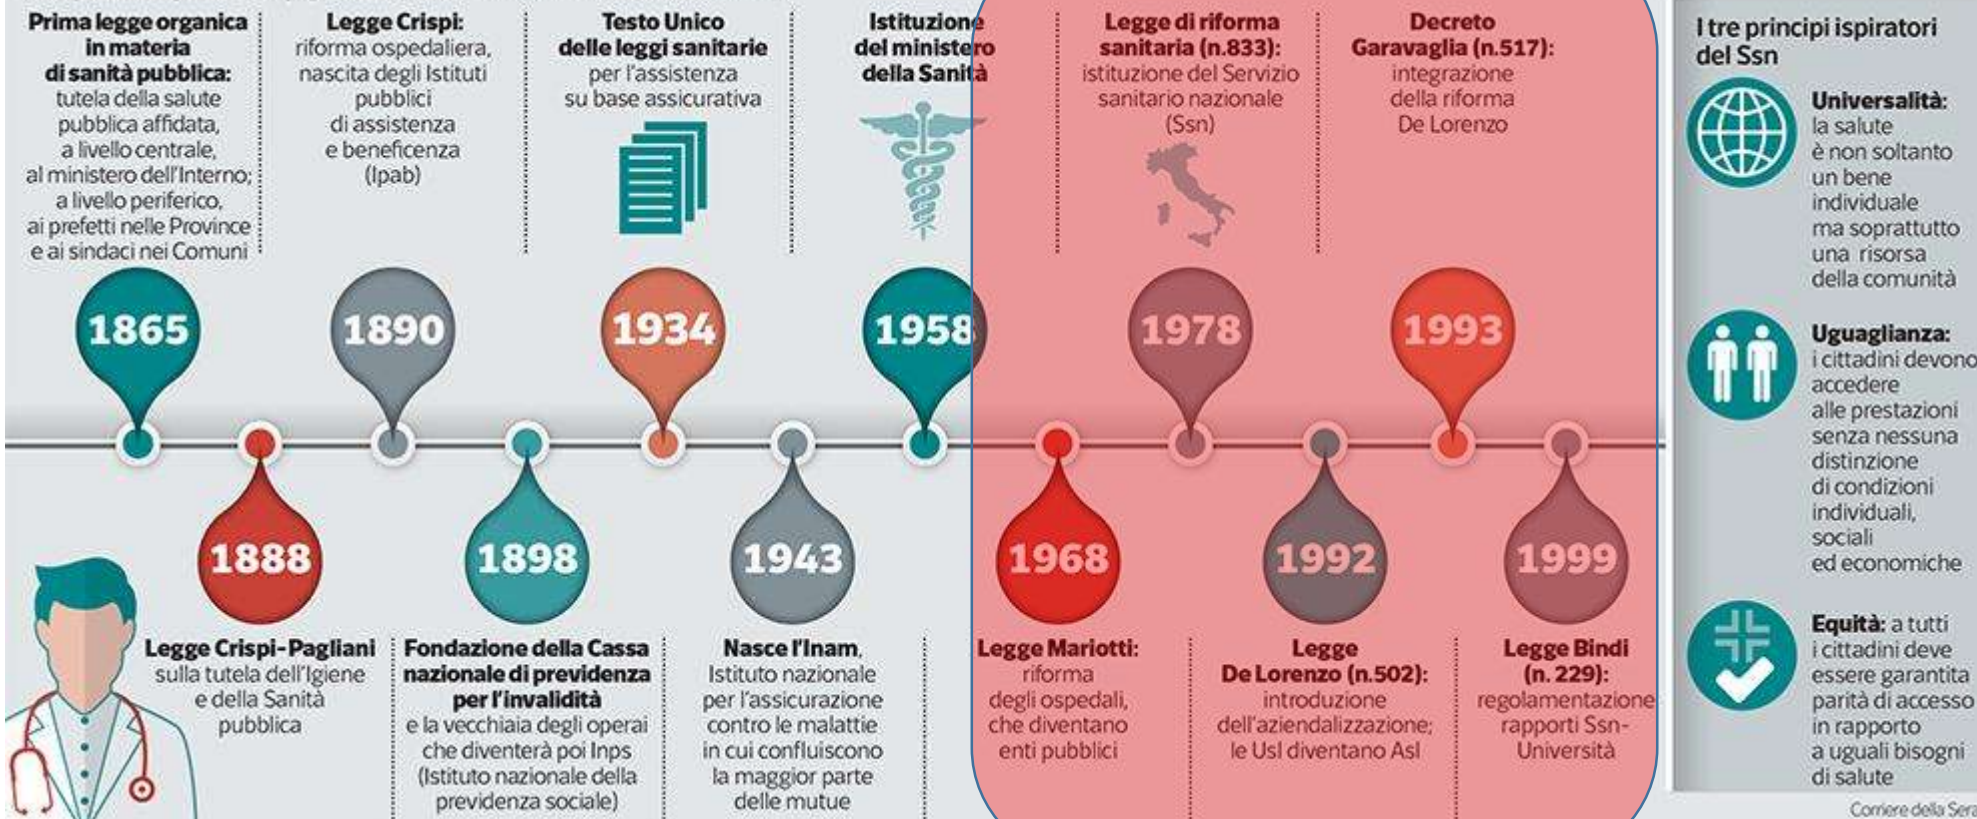 Prima legge organica
in materia
di sanità pubblica:
tutela della salute
pubblica affidata,
a livello centrale,
al ministero dell'Interno;
a livello periferico,
ai prefetti nelle Province
e ai sindaci nei Comuni
1865
Legge Crispi:
riforma ospedaliera,
nascita degli Istituti
pubblici
di assistenza
e beneficenza
(Ipab)
1890
Testo Unico
delle leggi sanitarie
per l'assistenza
su base assicurativa
1934
Istituzione
del ministero
della Sanità
1958
Legge di riforma
sanitaria (n.833):
istituzione del Servizio
sanitario nazionale
(Ssn)
1978
Decreto
Garavaglia (n.517):
integrazione
della riforma
De Lorenzo
1993
1888
Legge Crispi-Pagliani
sulla tutela dell'Igiene
e della Sanità
pubblica
1898
Fondazione della Cassa
nazionale di previdenza
per l'invalidità
e la vecchiaia degli operai
che diventerà poi Inps
(Istituto nazionale della
previdenza sociale)
1943
Nasce l'Inam,
Istituto nazionale
per l'assicurazione
contro le malattie
in cui confluiscono
la maggior parte
delle mutue
1968
Legge Mariotti:
riforma
degli ospedali,
che diventano
enti pubblici
1992
Legge
De Lorenzo (n.502):
introduzione
dell'aziendalizzazione;
le Usl diventano Asl
1999
Legge Bindi
(n. 229):
regolamentazione
rapporti Ssn-
Università
I tre principi ispiratori
del Ssn
Universalità:
la salute
è non soltanto
un bene
individuale
ma soprattutto
una risorsa
della comunità
Uguaglianza:
i cittadini devono
accedere
alle prestazioni
senza nessuna
distinzione
di condizioni
individuali,
sociali
ed economiche
Equità: a tutti
i cittadini deve
essere garantita
parità di accesso
in rapporto
a uguali bisogni
di salute
Corriere della Sera